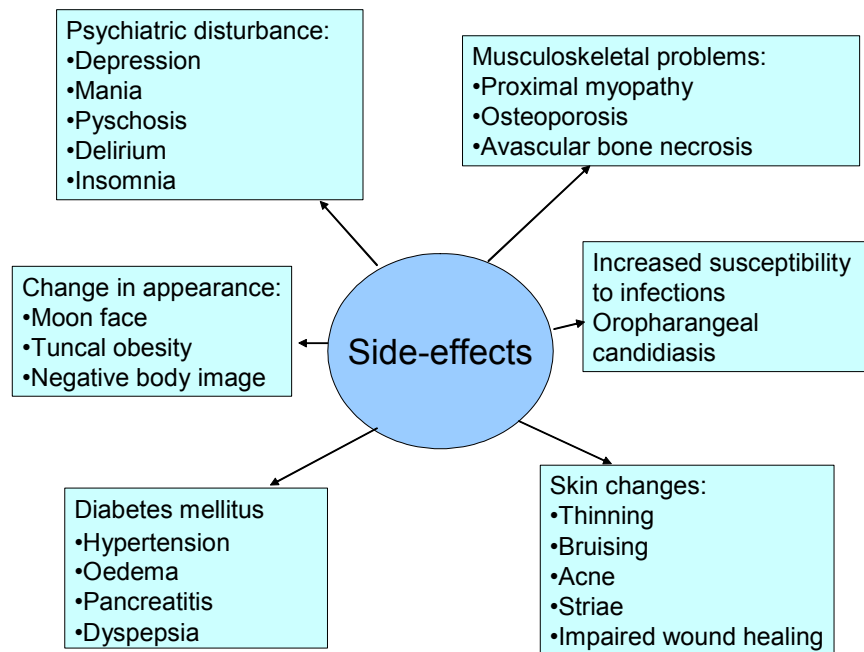 Psychiatric disturbance:
•Depression
•Mania
•Pyschosis
•Delirium
•Insomnia
Musculoskeletal problems:
•Proximal myopathy
•Osteoporosis
•Avascular bone necrosis
Change in appearance:
•Moon face
•Tuncal obesity
•Negative body image
Side-effects
Increased susceptibility
to infections
Oropharangeal
candidiasis
Diabetes mellitus
•Hypertension
•Oedema
•Pancreatitis
•Dyspepsia
Skin changes:
•Thinning
•Bruising
•Acne
•Striae
•Impaired wound healing